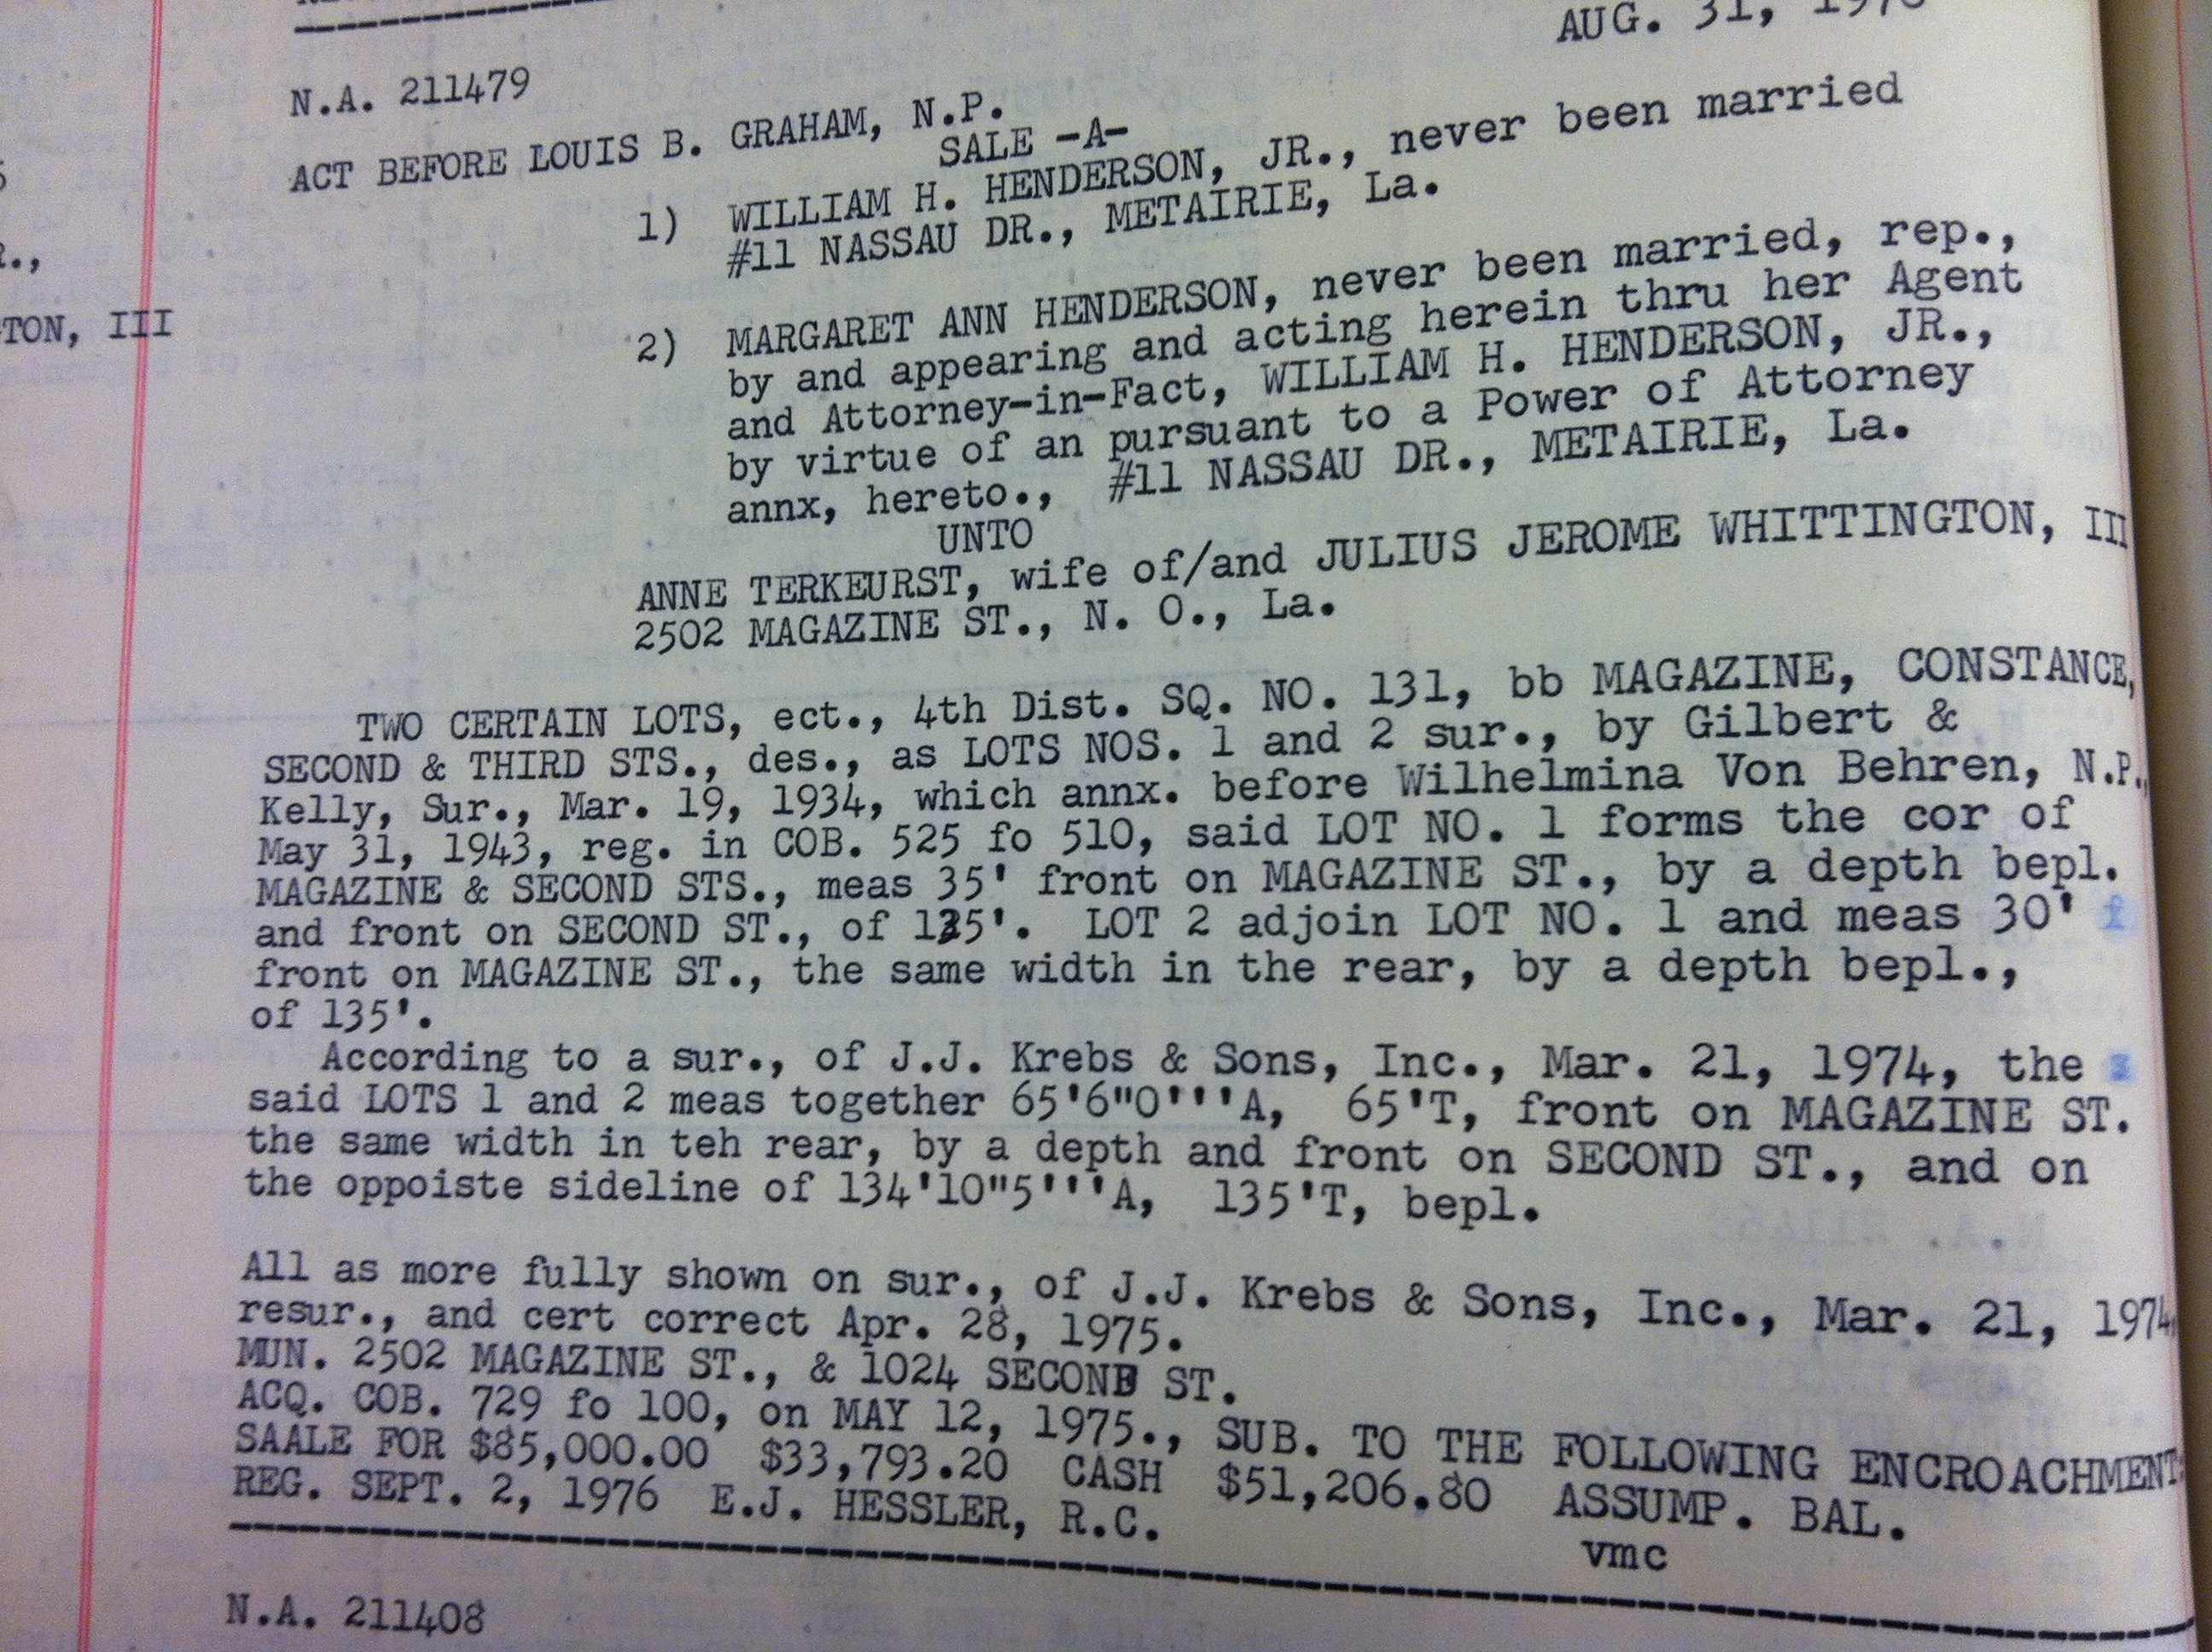 AUG. 31, 197
N.A. 211479
ACT BEFORE LOUIS B. GRAHAM, N.P.
SALE -A-
1) WILLIAM H. HENDERSON, JR., never been married
#11 NASSAU DR., METAIRIE, La.
2) MARGARET ANN HENDERSON, never been married, rep.,
by and appearing and acting herein thru her Agent
and Attorney-in-Fact, WILLIAM H. HENDERSON, JR.,
by virtue of an pursuant to a Power of Attorney
annx, hereto., #11 NASSAU DR., METAIRIE, La.
UNTO
ANNE TERKEURST, wife of/and JULIUS JEROME WHITTINGTON, III
2502 MAGAZINE ST., N. O., La.
R.,
TON, III
TWO CERTAIN LOTS, ect., 4th Dist. SQ. NO. 131, bb MAGAZINE, CONSTANCE,
SECOND & THIRD STS., des., as LOTS NOS. 1 and 2 sur., by Gilbert &
Kelly, Sur., Mar. 19, 1934, which annx. before Wilhelmina Von Behren, N.P.,
May 31, 1943, reg. in COB. 525 fo 510, said LOT NO. 1 forms the cor of
MAGAZINE & SECOND STS., meas 35' front on MAGAZINE ST., by a depth bepl.
and front on SECOND ST., of 135'. LOT 2 adjoin LOT NO. 1 and meas 30' f
front on MAGAZINE ST., the same width in the rear, by a depth bepl.,
of 135'.
According to a sur., of J.J. Krebs & Sons, Inc., Mar. 21, 1974, the s
said LOTS 1 and 2 meas together 65'6"0'''A, 65'T, front on MAGAZINE ST.
the same width in teh rear, by a depth and front on SECOND ST., and on
the oppoiste sideline of 134'10"5'''A, 135'T, bepl.
All as more fully shown on sur., of J.J. Krebs & Sons, Inc., Mar. 21, 1974
resur., and cert correct Apr. 28, 1975.
MUN. 2502 MAGAZINE ST., & 1024 SECOND ST.
ACQ. COB. 729 fo 100, on MAY 12, 1975., SUB. TO THE FOLLOWING ENCROACHMENT
SAALE FOR $85,000.00 $33,793.20 CASH $51,206.80 ASSUMP. BAL.
REG. SEPT. 2, 1976 E.J. HESSLER, R.C.
vmc
N.A. 211408